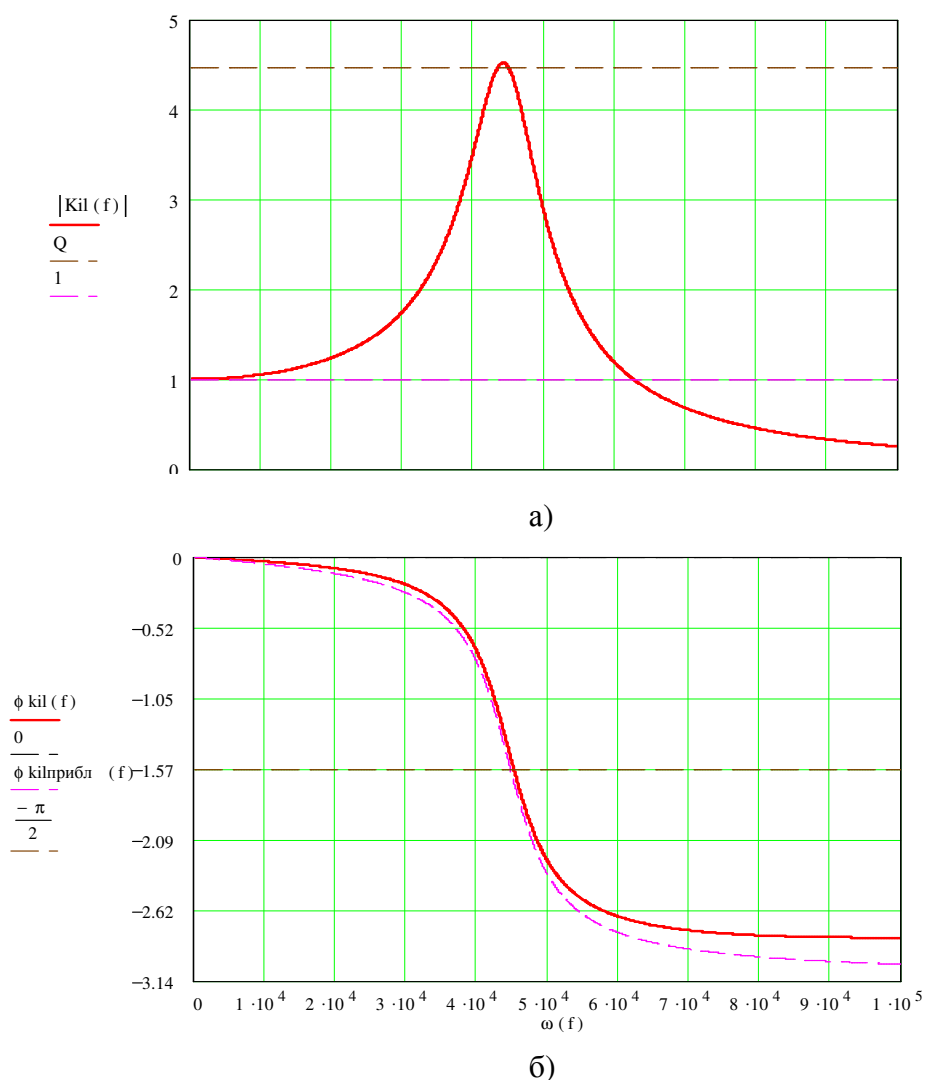 5
4
3
2
1
0
|Kil (f)|
Q
1
а)
0
−0.52
−1.05
−1.57
−2.09
−2.62
−3.14
ϕ kil (f)
0
ϕ kilприбл (f)
− π
2
0 1·10⁴ 2·10⁴ 3·10⁴ 4·10⁴ 5·10⁴ 6·10⁴ 7·10⁴ 8·10⁴ 9·10⁴ 1·10⁵
ω (f)
б)